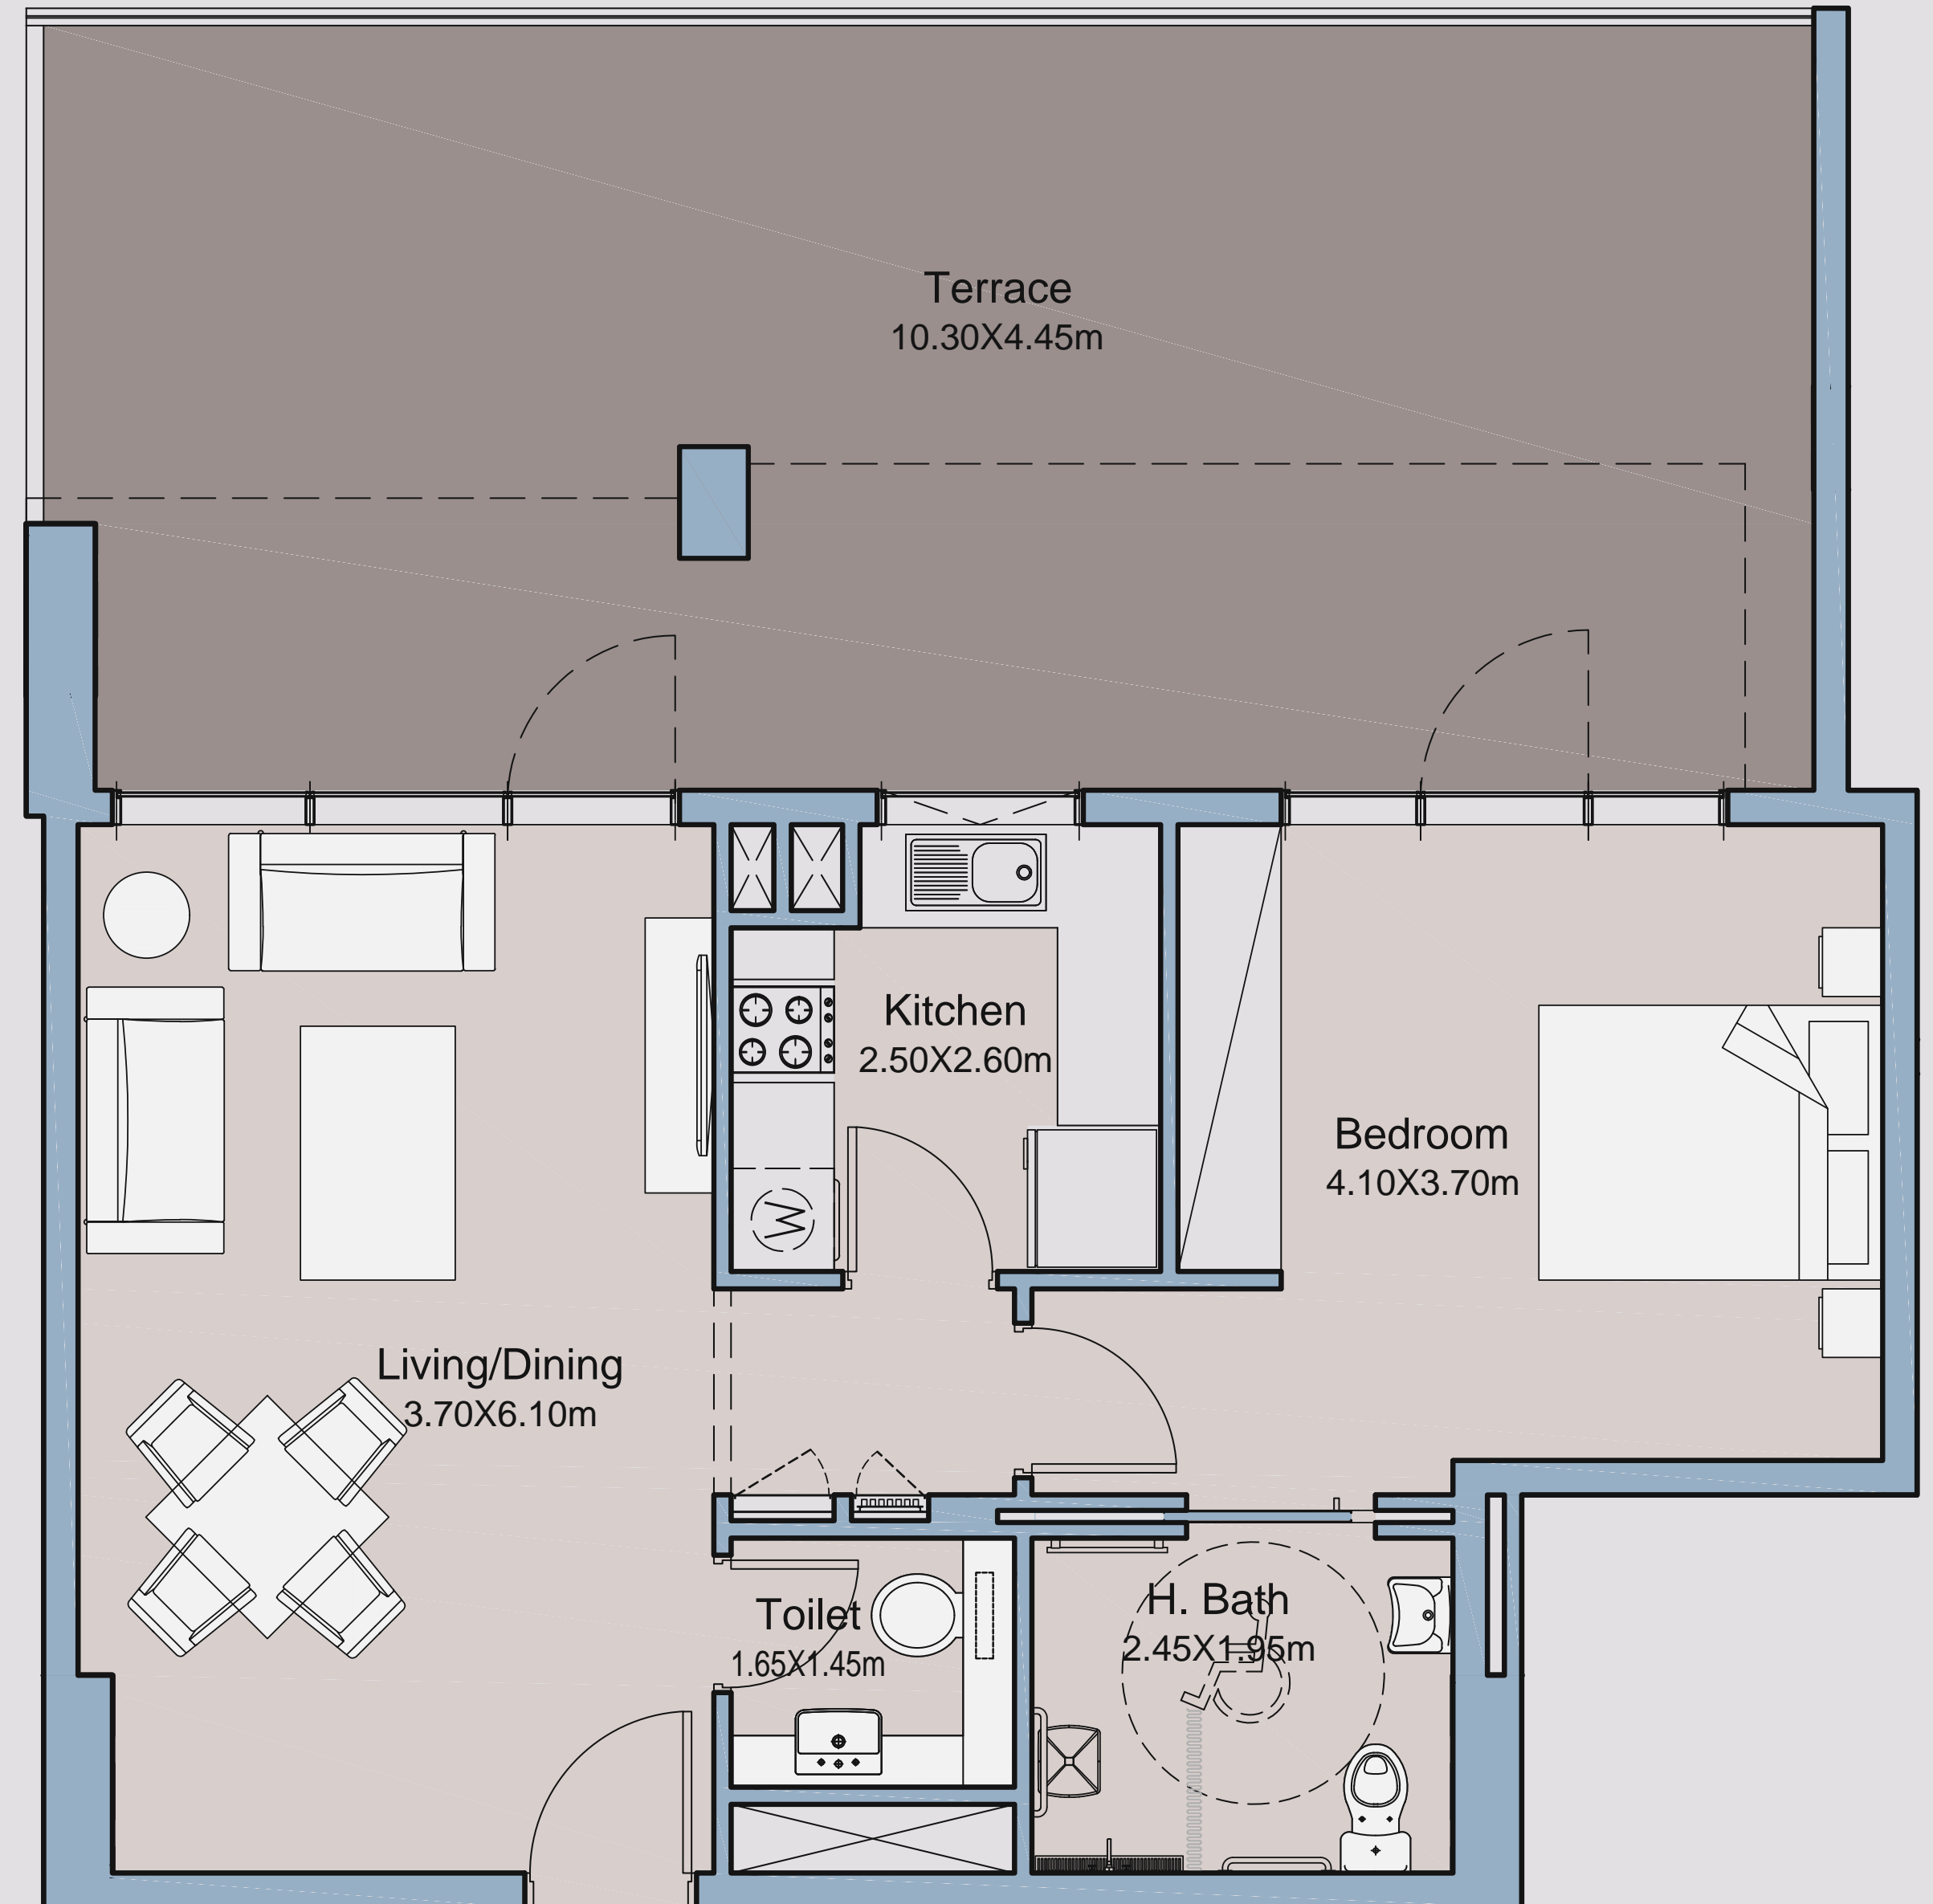 Terrace
10.30X4.45m
Kitchen
2.50X2.60m
Bedroom
4.10X3.70m
W
Living/Dining
3.70X6.10m
Toilet
1.65X1.45m
H. Bath
2.45X1.95m